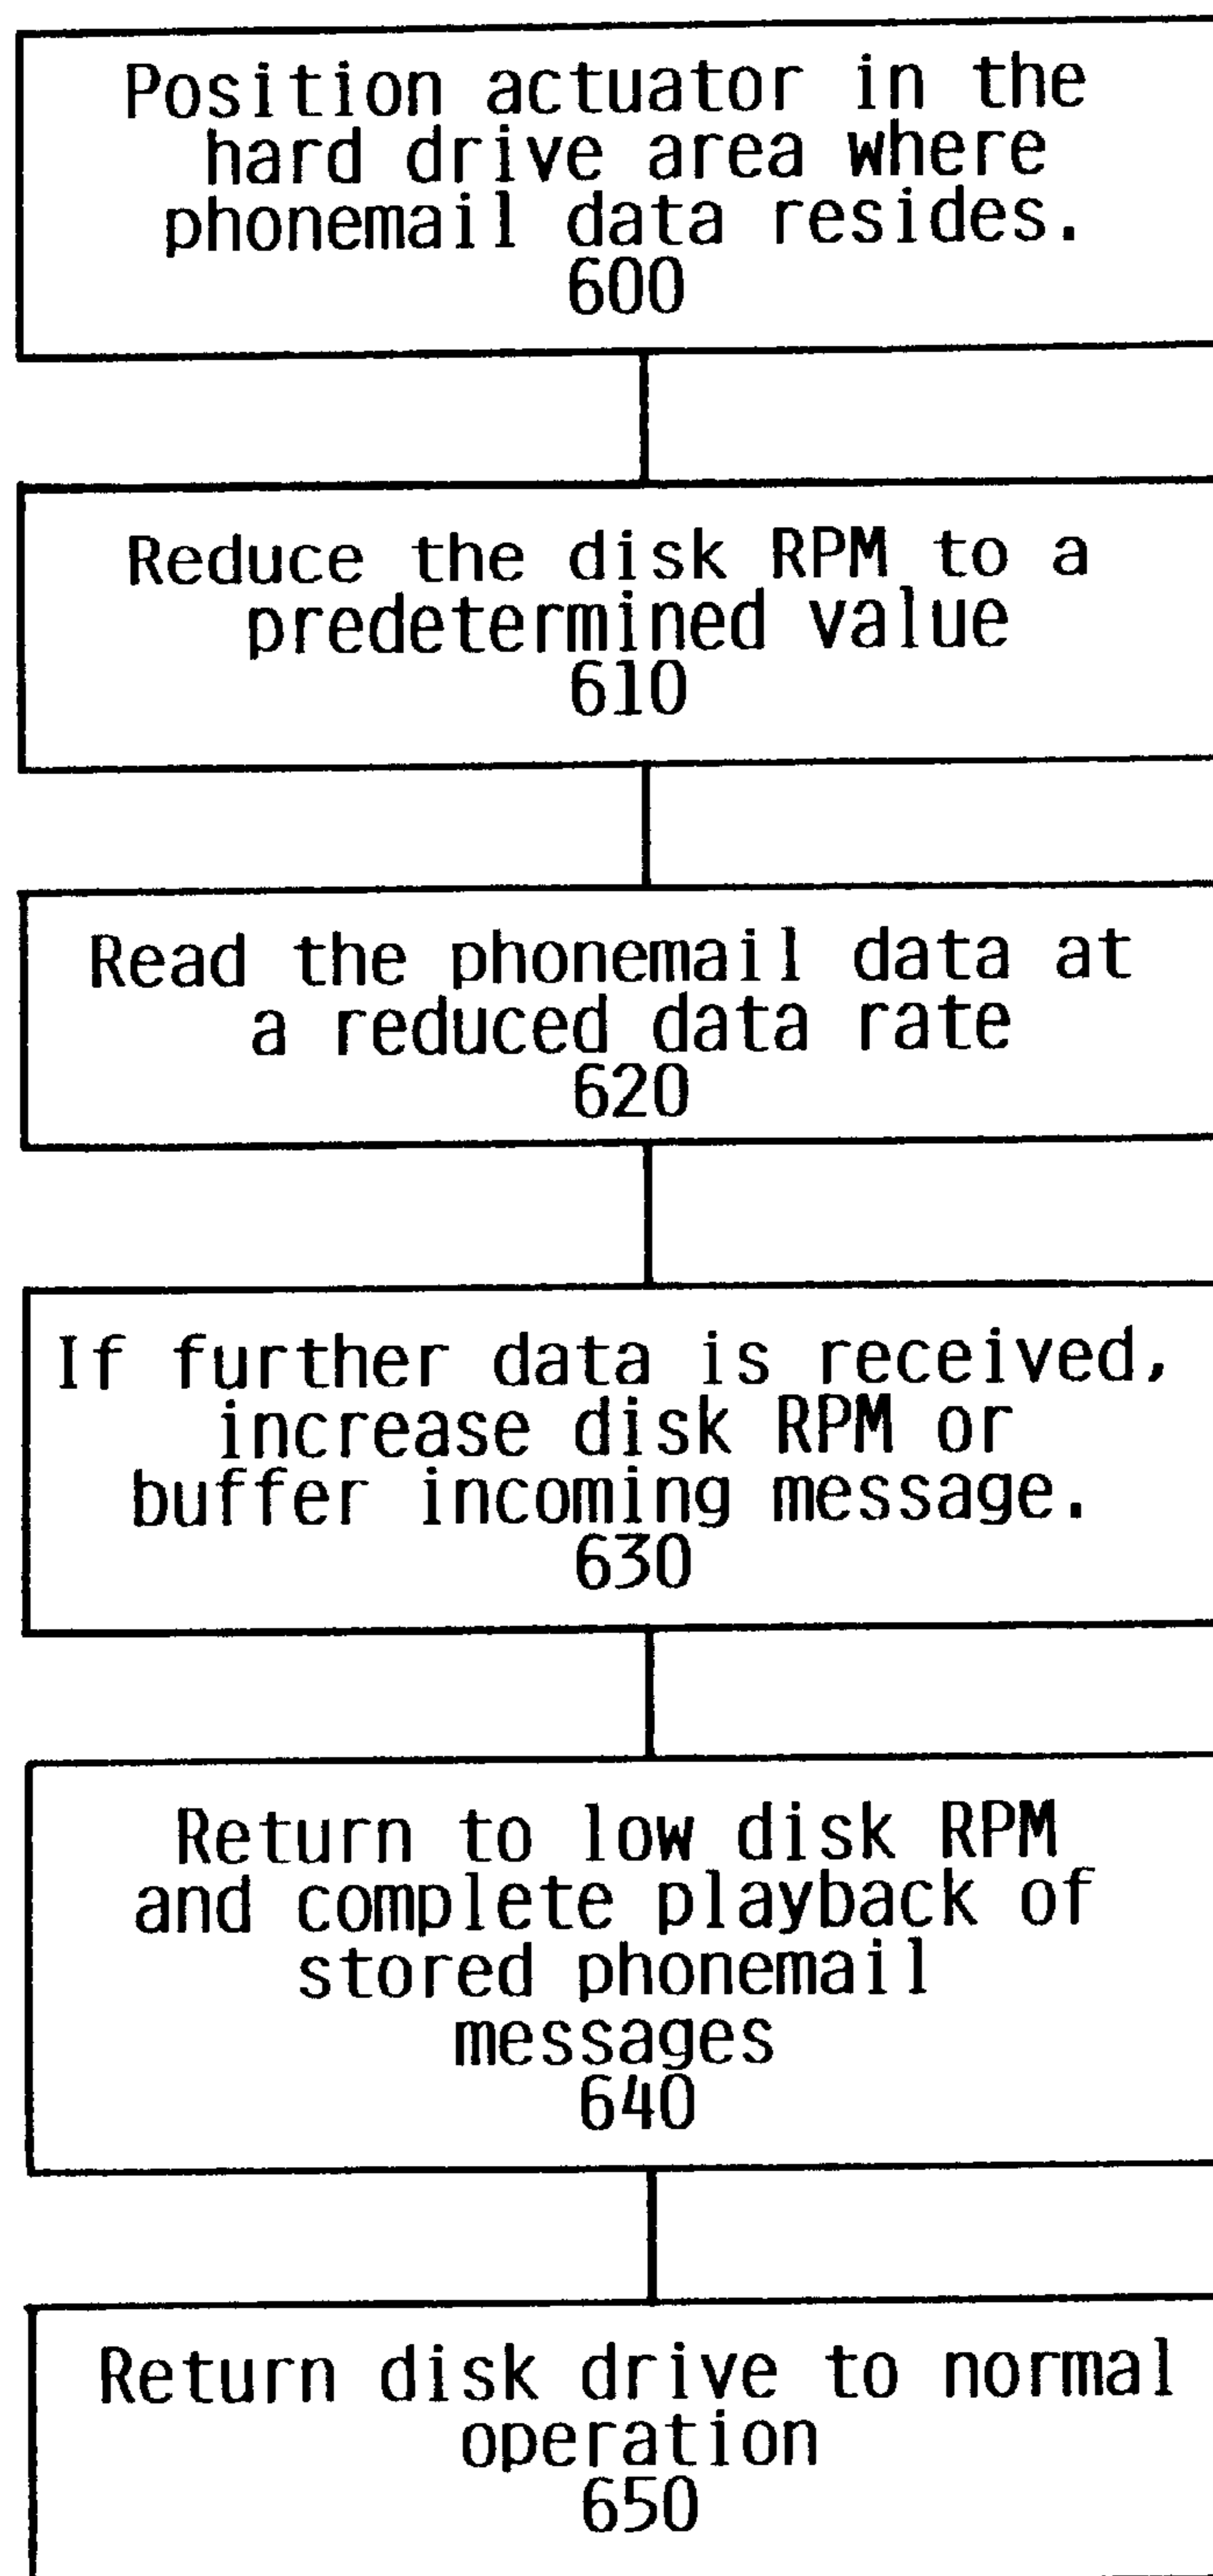 Position actuator in the
hard drive area where
phonemail data resides.
600
Reduce the disk RPM to a
predetermined value
610
Read the phonemail data at
a reduced data rate
620
If further data is received,
increase disk RPM or
buffer incoming message.
630
Return to low disk RPM
and complete playback of
stored phonemail
messages
640
Return disk drive to normal
operation
650